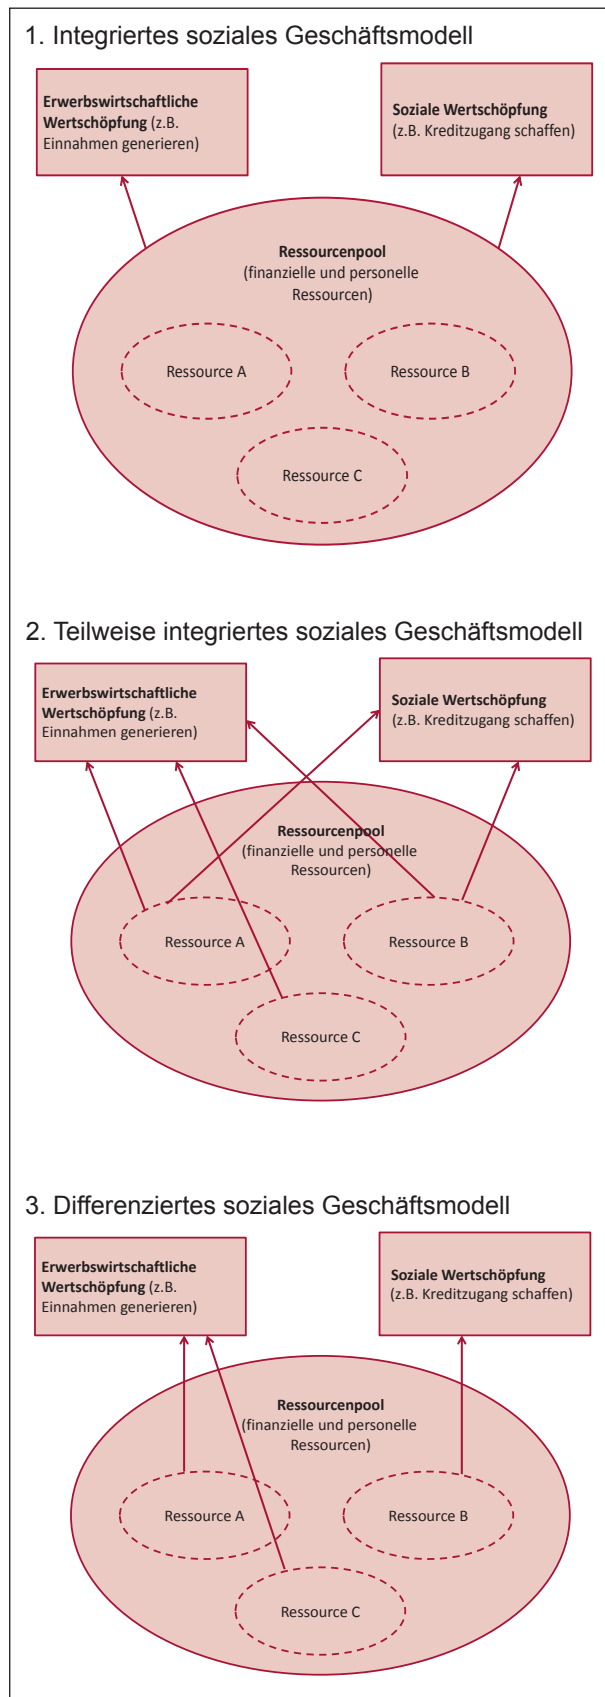 1. Integriertes soziales Geschäftsmodell
Erwerbswirtschaftliche
Wertschöpfung (z.B.
Einnahmen generieren)
Soziale Wertschöpfung
(z.B. Kreditzugang schaffen)
Ressourcenpool
(finanzielle und personelle
Ressourcen)
Ressource A
Ressource B
Ressource C
2. Teilweise integriertes soziales Geschäftsmodell
Erwerbswirtschaftliche
Wertschöpfung (z.B.
Einnahmen generieren)
Soziale Wertschöpfung
(z.B. Kreditzugang schaffen)
Ressourcenpool
(finanzielle und personelle
Ressourcen)
Ressource A
Ressource B
Ressource C
3. Differenziertes soziales Geschäftsmodell
Erwerbswirtschaftliche
Wertschöpfung (z.B.
Einnahmen generieren)
Soziale Wertschöpfung
(z.B. Kreditzugang schaffen)
Ressourcenpool
(finanzielle und personelle
Ressourcen)
Ressource A
Ressource B
Ressource C